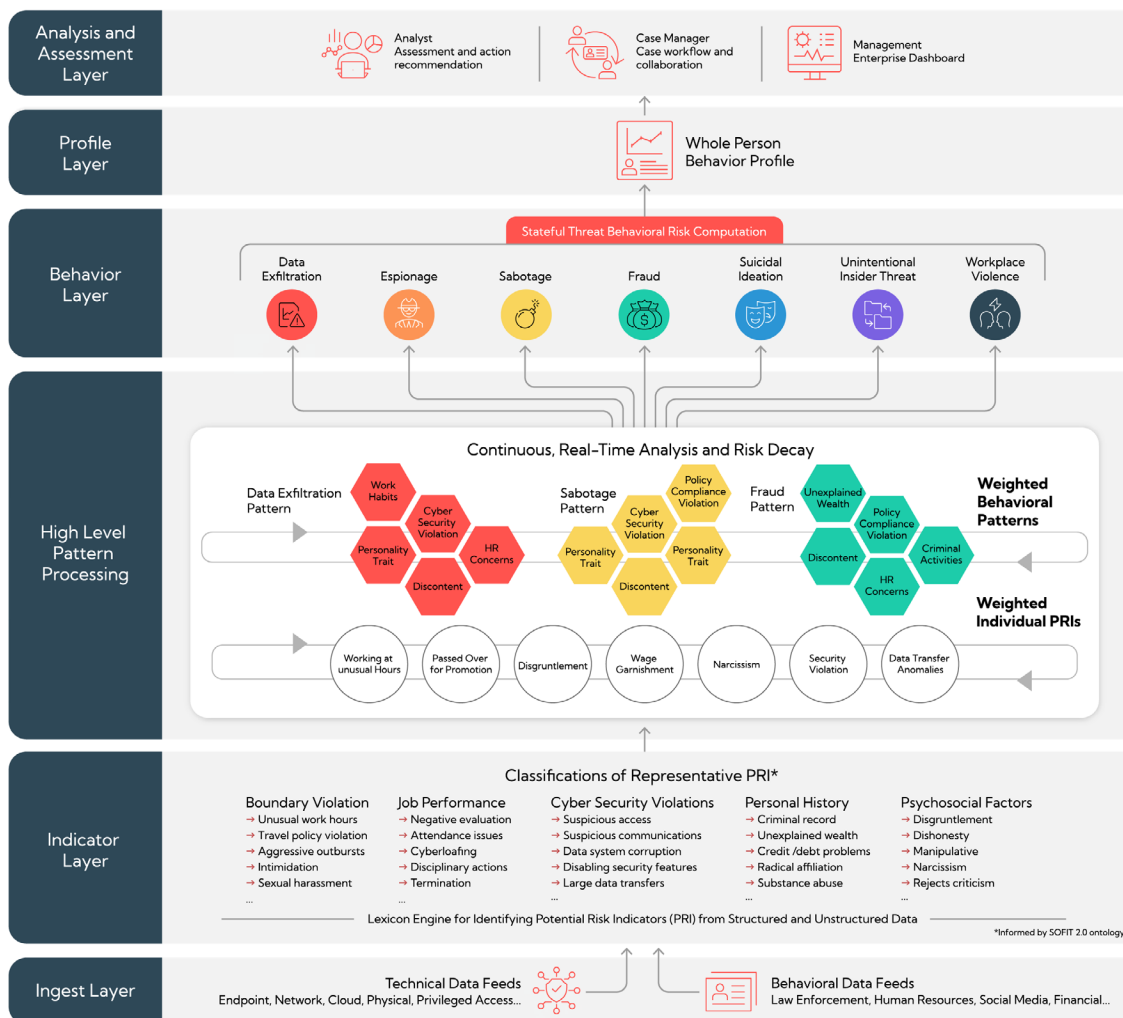 Analysis and
Assessment
Layer
Analyst
Assessment and action
recommendation
Case Manager
Case workflow and
collaboration
Management
Enterprise Dashboard
Profile
Layer
Whole Person
Behavior Profile
Behavior
Layer
Stateful Threat Behavioral Risk Computation
Data
Exfiltration
Espionage
Sabotage
Fraud
Suicidal
Ideation
Unintentional
Insider Threat
Workplace
Violence
High Level
Pattern
Processing
Continuous, Real-Time Analysis and Risk Decay
Data Exfiltration
Pattern
Work
Habits
Cyber
Security
Violation
Personality
Trait
HR
Concerns
Discontent
Sabotage
Pattern
Policy
Compliance
Violation
Cyber
Security
Violation
Personality
Trait
Personality
Trait
Discontent
Fraud
Pattern
Unexplained
Wealth
Policy
Compliance
Violation
Discontent
Criminal
Activities
HR
Concerns
Weighted
Behavioral
Patterns
Weighted
Individual PRIs
Working at
unusual Hours
Passed Over
for Promotion
Disgruntlement
Wage
Garnishment
Narcissism
Security
Violation
Data Transfer
Anomalies
Indicator
Layer
Classifications of Representative PRI*
Boundary Violation
→ Unusual work hours
→ Travel policy violation
→ Aggressive outbursts
→ Intimidation
→ Sexual harassment
...
Job Performance
→ Negative evaluation
→ Attendance issues
→ Cyberloafing
→ Disciplinary actions
→ Termination
...
Cyber Security Violations
→ Suspicious access
→ Suspicious communications
→ Data system corruption
→ Disabling security features
→ Large data transfers
...
Personal History
→ Criminal record
→ Unexplained wealth
→ Credit /debt problems
→ Radical affiliation
→ Substance abuse
...
Psychosocial Factors
→ Disgruntlement
→ Dishonesty
→ Manipulative
→ Narcissism
→ Rejects criticism
...
Lexicon Engine for Identifying Potential Risk Indicators (PRI) from Structured and Unstructured Data
*Informed by SOFIT 2.0 ontology
Ingest Layer
Technical Data Feeds
Endpoint, Network, Cloud, Physical, Privileged Access...
Behavioral Data Feeds
Law Enforcement, Human Resources, Social Media, Financial...